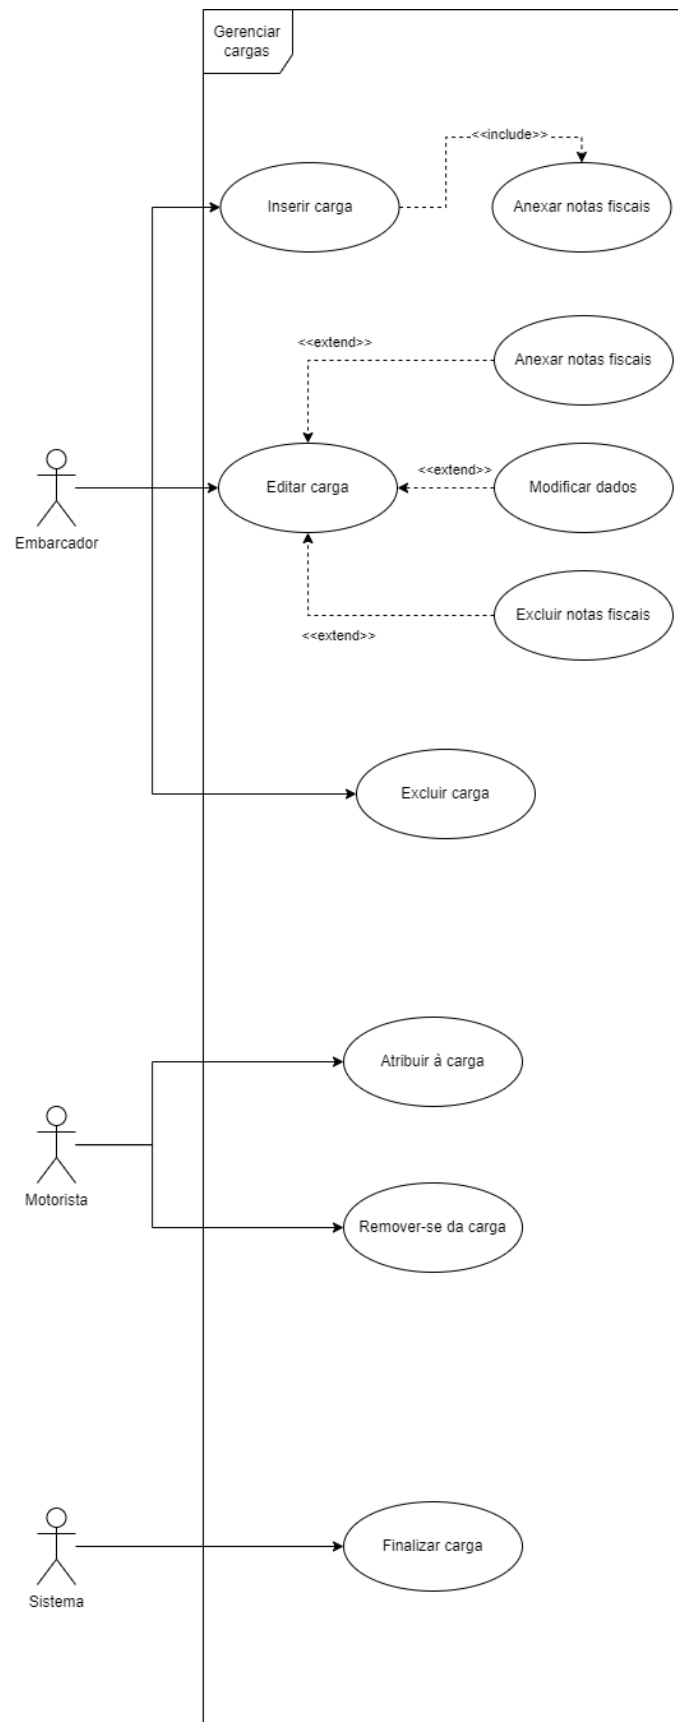 Gerenciar
cargas
<<include>>
Inserir carga
Anexar notas fiscais
<<extend>>
Anexar notas fiscais
<<extend>>
Editar carga
Modificar dados
Embarcador
Excluir notas fiscais
<<extend>>
Excluir carga
Atribuir à carga
Motorista
Remover-se da carga
Finalizar carga
Sistema